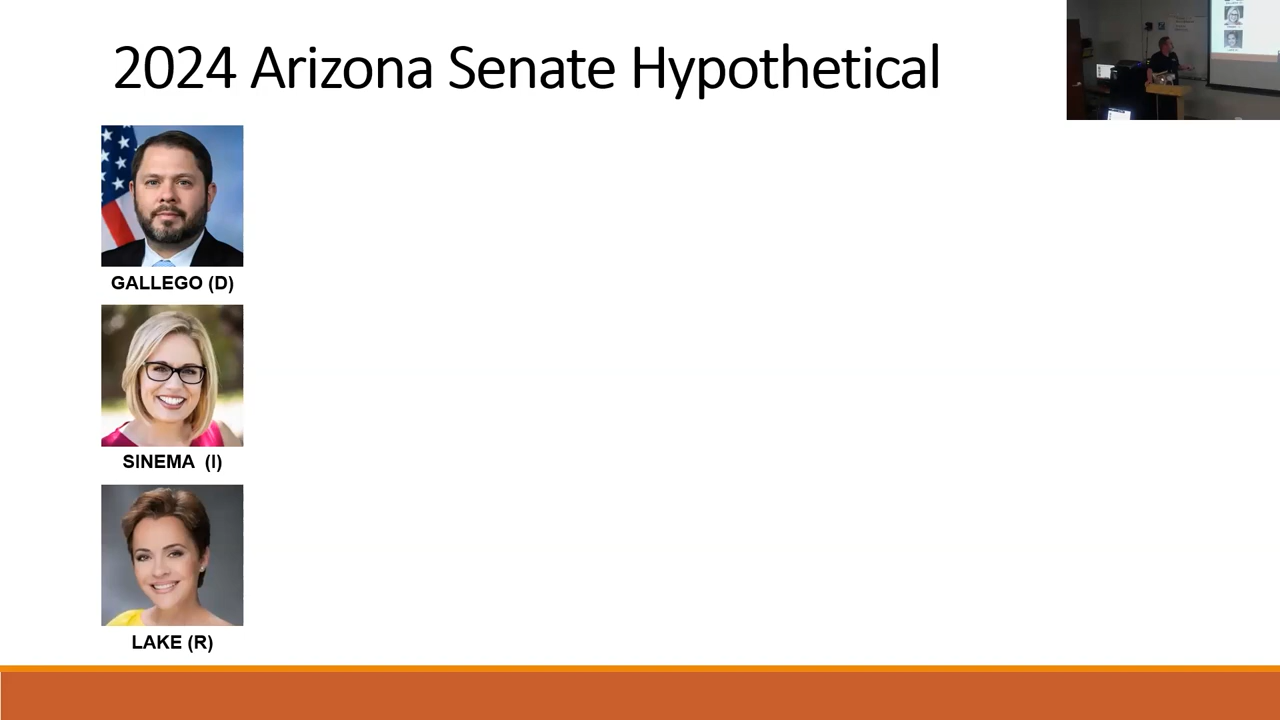 2024 Arizona Senate Hypothetical
GALLEGO (D)
SINEMA (I)
LAKE (R)